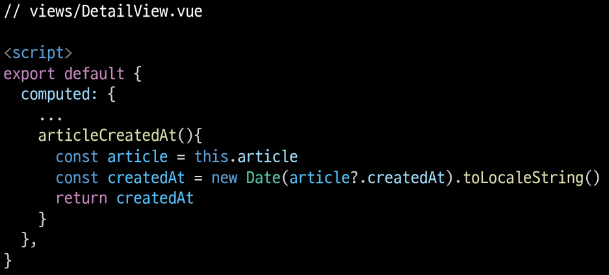 // views/DetailView.vue
<script>
export default {
computed: {
...
articleCreatedAt(){
const article = this.article
const createdAt = new Date(article?.createdAt).toLocaleString()
return createdAt
}
},
}